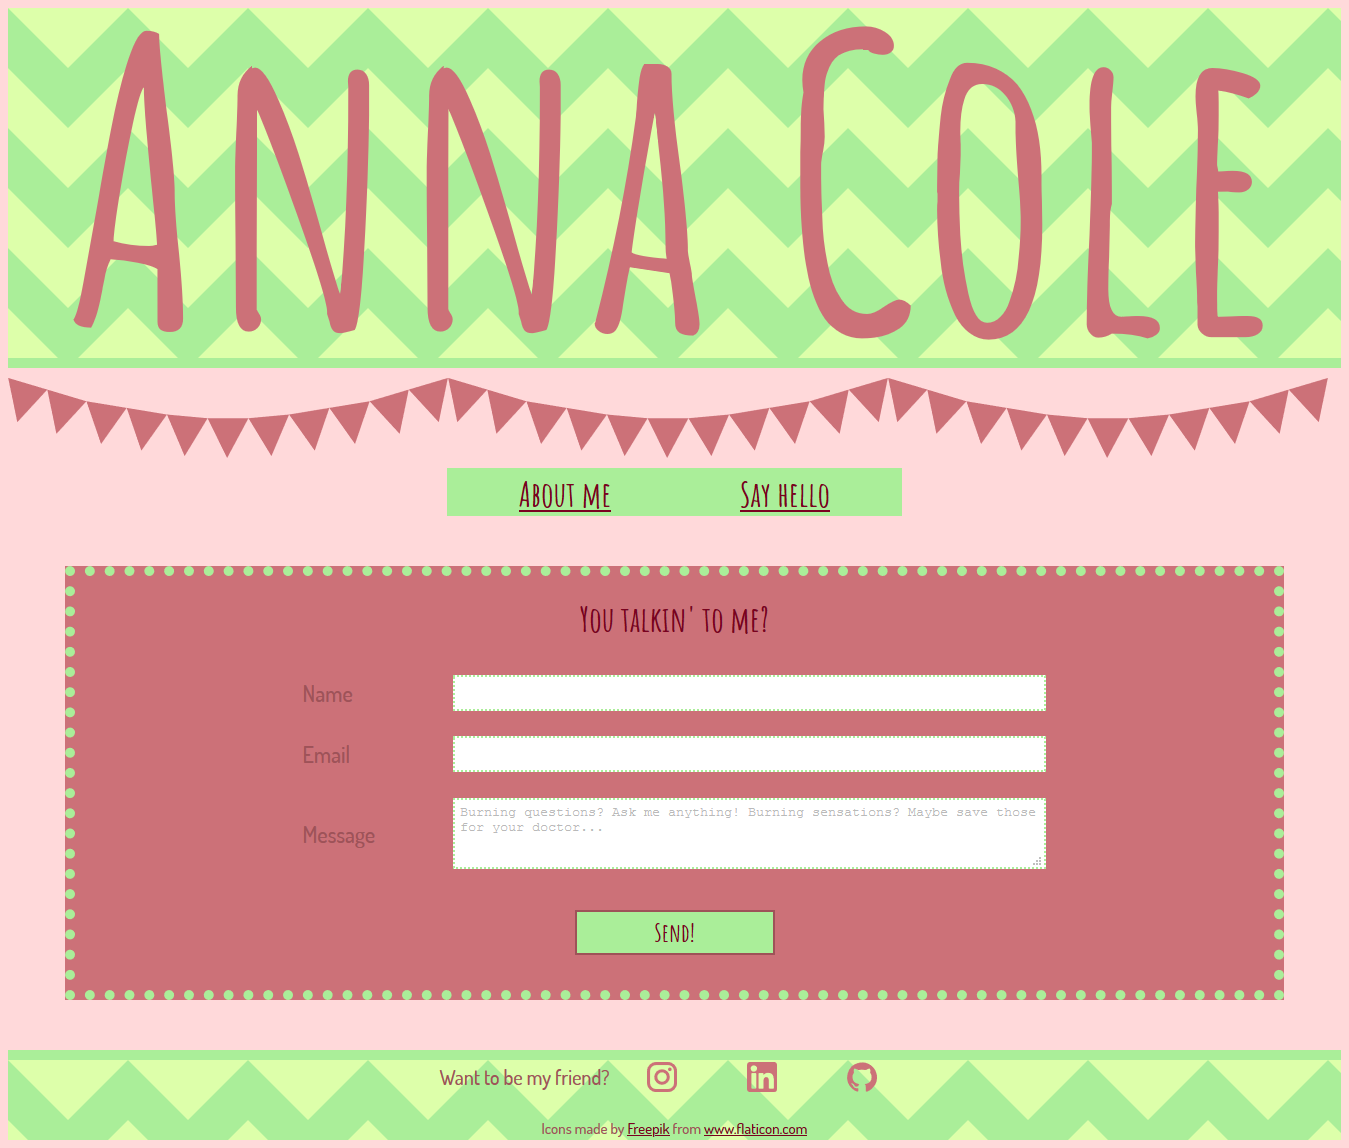 Anna Cole
About me
Say hello
You talkin' to me?
Name
Email
Burning questions? Ask me anything! Burning sensations? Maybe save those
for your doctor...
Message
Send!
Want to be my friend?
Icons made by Freepik from www.flaticon.com